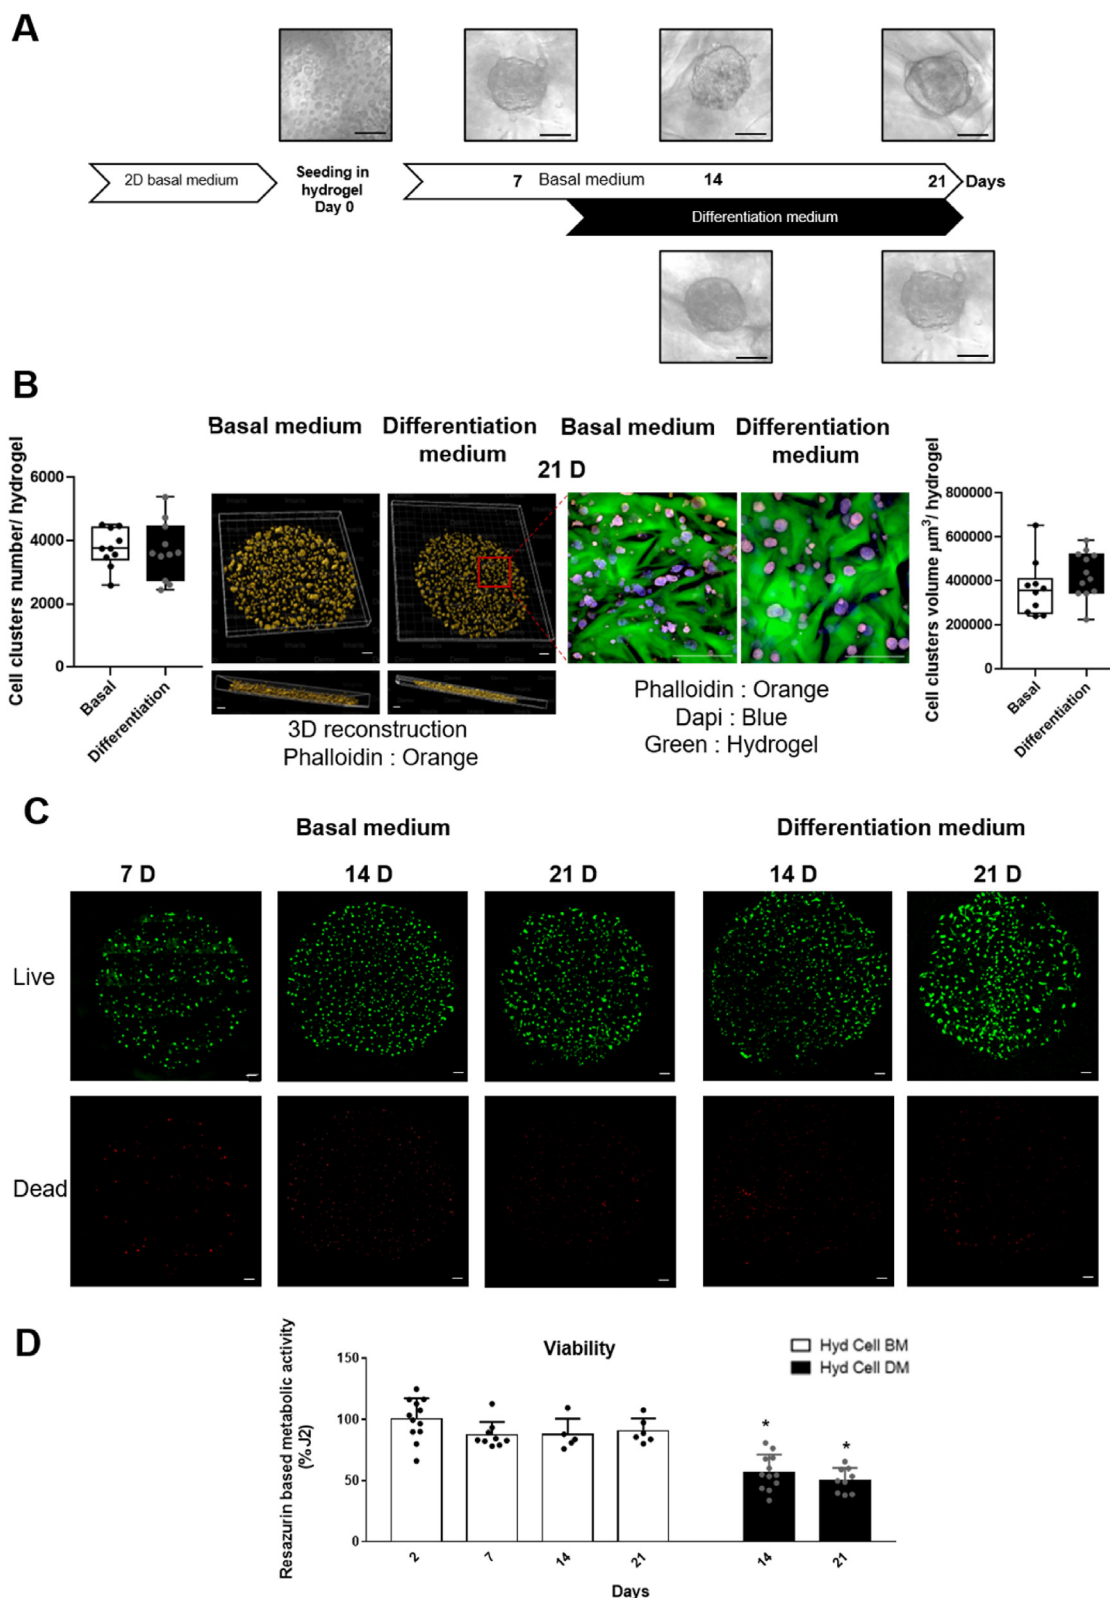 A
2D basal medium
Seeding in
hydrogel
Day 0
7 Basal medium 14 21 Days
Differentiation medium
B
Basal medium
Differentiation
medium
Basal medium
Differentiation
medium
21 D
Cell clusters number/ hydrogel
6000
4000
2000
0
Basal
Differentiation
3D reconstruction
Phalloidin : Orange
Phalloidin : Orange
Dapi : Blue
Green : Hydrogel
Cell clusters volume µm³/ hydrogel
800000
600000
400000
200000
0
Basal
Differentiation
C
Basal medium
Differentiation medium
7 D
14 D
21 D
14 D
21 D
Live
Dead
D
Viability
Hyd Cell BM
Hyd Cell DM
Resazurin based metabolic activity
(%J2)
150
100
50
0
* *
2
7
14
21
14
21
Days